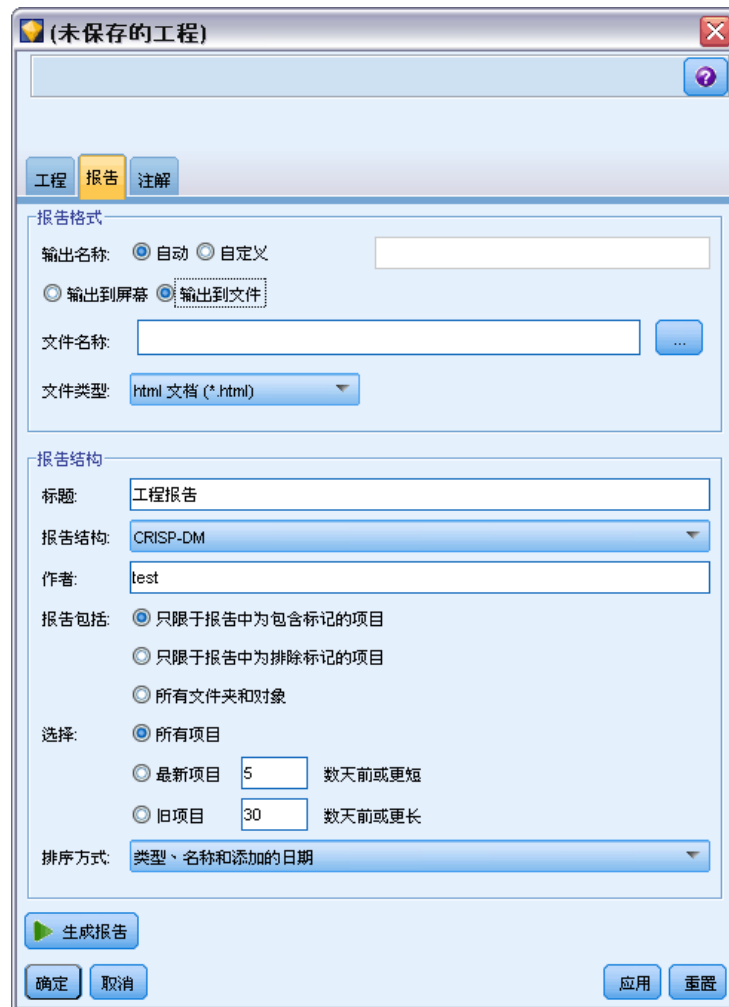 (未保存的工程)
工程 报告 注解
报告格式
输出名称: 自动 自定义
输出到屏幕 输出到文件
文件名称: ...
文件类型: html 文档 (*.html)
报告结构
标题: 工程报告
报告结构: CRISP-DM
作者: test
报告包括: 只限于报告中为包含标记的项目
只限于报告中为排除标记的项目
所有文件夹和对象
选择: 所有项目
最新项目 5 数天前或更短
旧项目 30 数天前或更长
排序方式: 类型、名称和添加的日期
生成报告
确定 取消 应用 重置